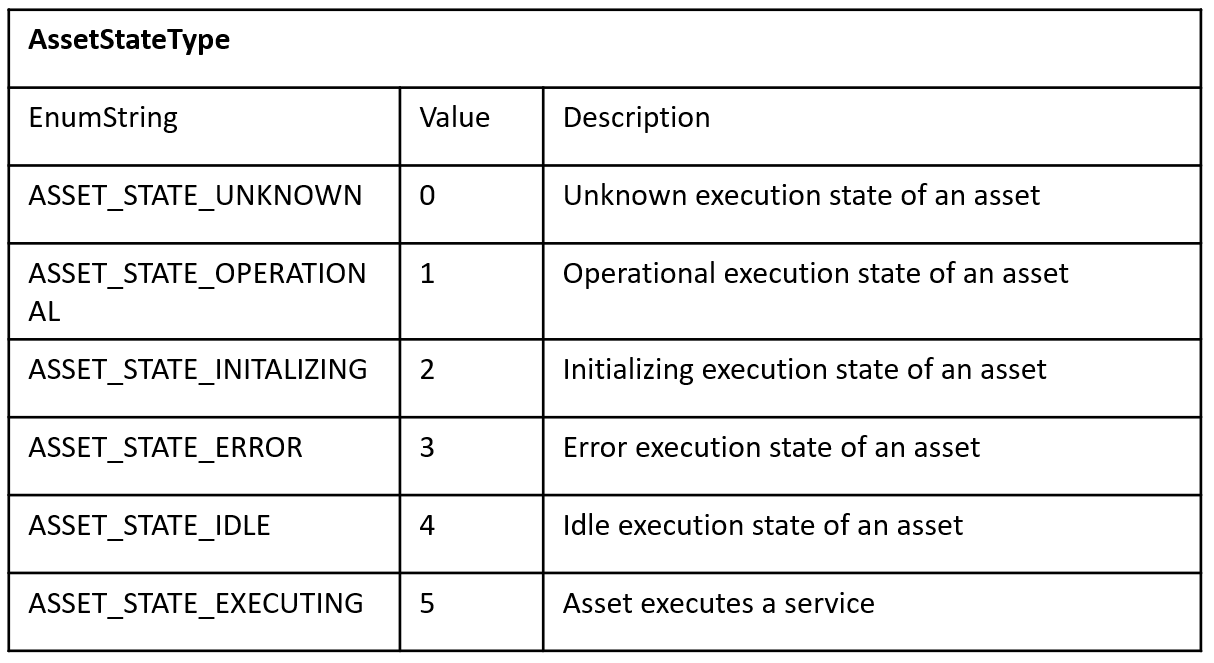 AssetStateType
EnumString Value Description
ASSET_STATE_UNKNOWN 0 Unknown execution state of an asset
ASSET_STATE_OPERATION 1 Operational execution state of an asset
AL
ASSET_STATE_INITALIZING 2 Initializing execution state of an asset
ASSET_STATE_ERROR 3 Error execution state of an asset
ASSET_STATE_IDLE 4 Idle execution state of an asset
ASSET_STATE_EXECUTING 5 Asset executes a service